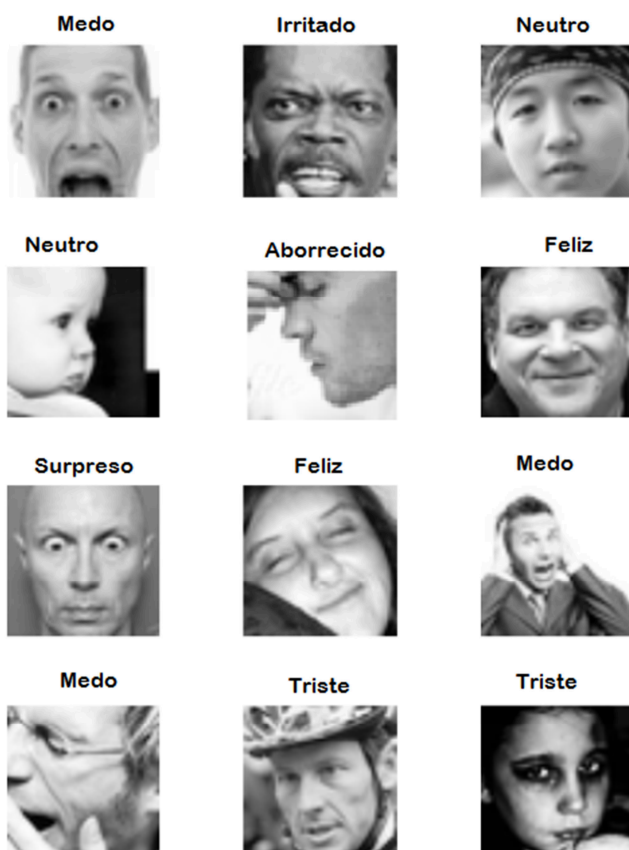 Medo Irritado Neutro
Neutro Aborrecido Feliz
Surpreso Feliz Medo
Medo Triste Triste